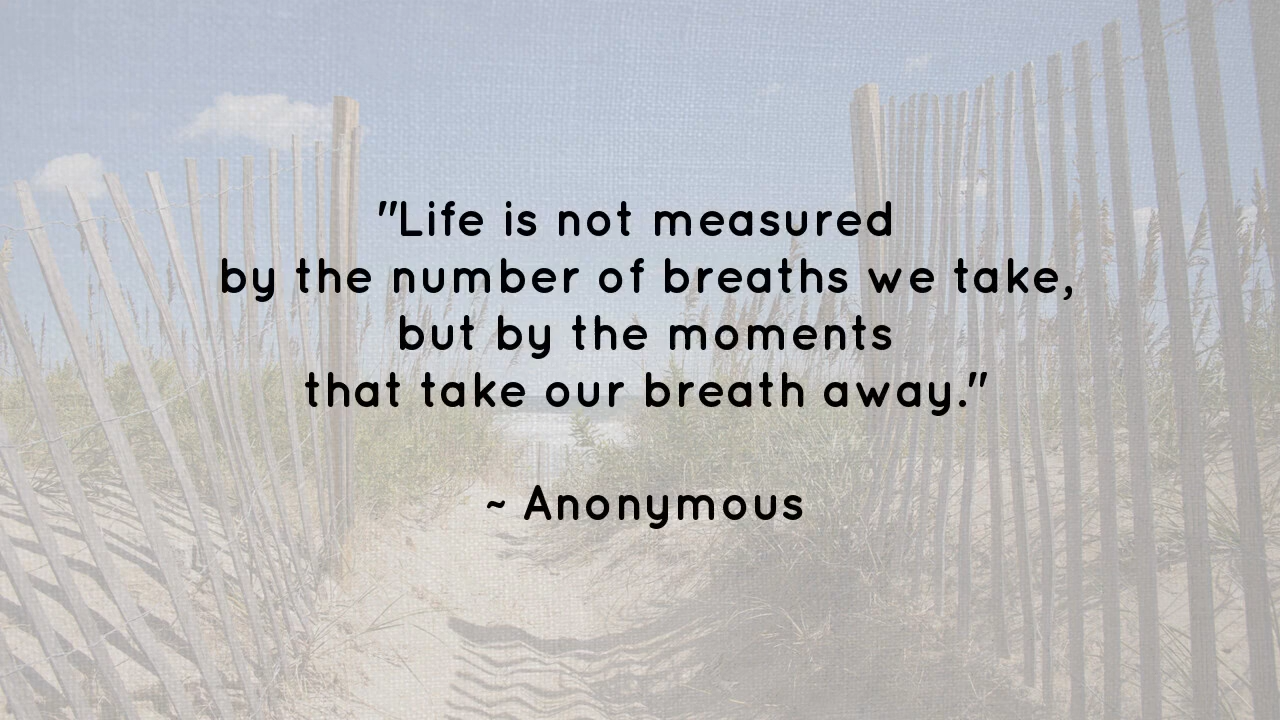 "Life is not measured
by the number of breaths we take,
but by the moments
that take our breath away."
~ Anonymous